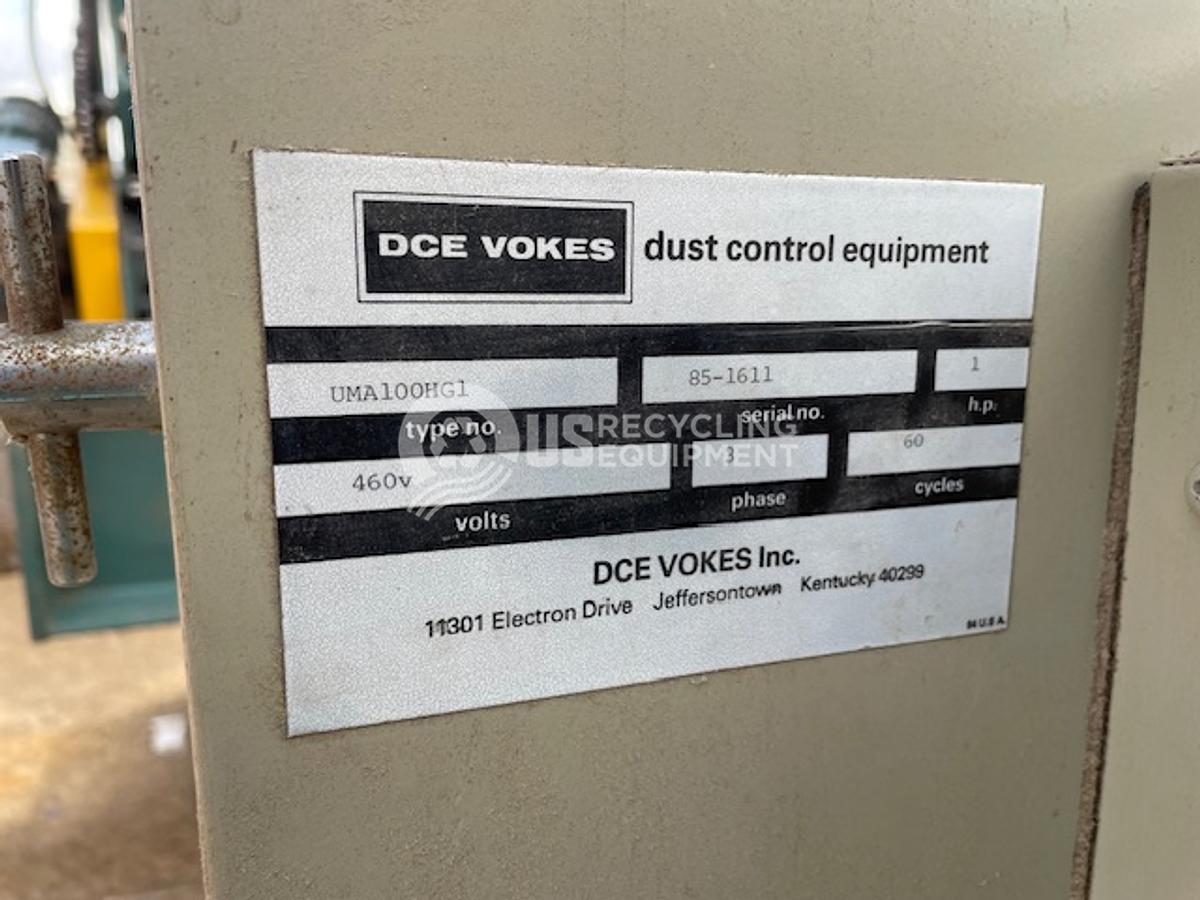 DCE VOKES dust control equipment
UMA100HG1 85-1611 1
type no. serial no. h.p.
460v 3 60
volts phase cycles
DCE VOKES Inc.
11301 Electron Drive Jeffersontown Kentucky 40299
84 U.S.A.
US RECYCLING
EQUIPMENT